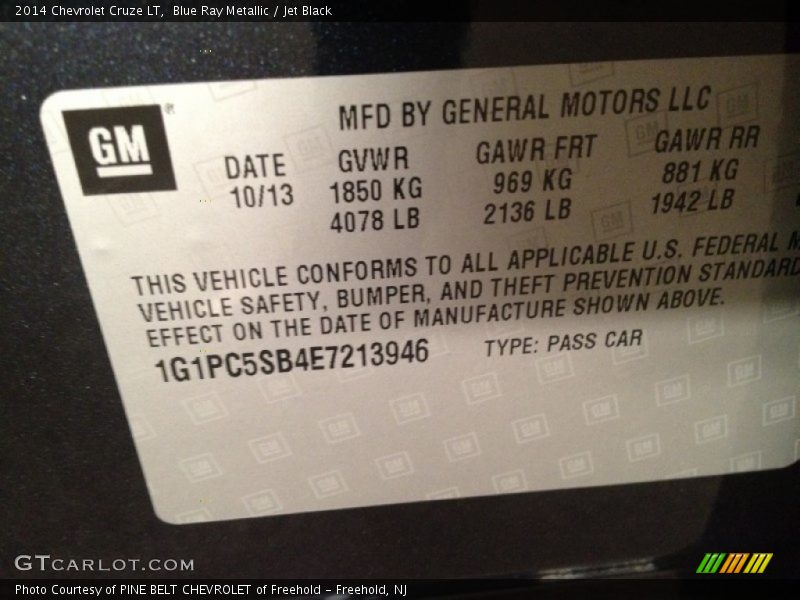 2014 Chevrolet Cruze LT,  Blue Ray Metallic / Jet Black
GM®
MFD BY GENERAL MOTORS LLC
DATE GVWR GAWR FRT GAWR RR
10/13 1850 KG 969 KG 881 KG
4078 LB 2136 LB 1942 LB
THIS VEHICLE CONFORMS TO ALL APPLICABLE U.S. FEDERAL M
VEHICLE SAFETY, BUMPER, AND THEFT PREVENTION STANDARD
EFFECT ON THE DATE OF MANUFACTURE SHOWN ABOVE.
1G1PC5SB4E7213946 TYPE: PASS CAR
GTCARLOT.COM
Photo Courtesy of PINE BELT CHEVROLET of Freehold - Freehold, NJ